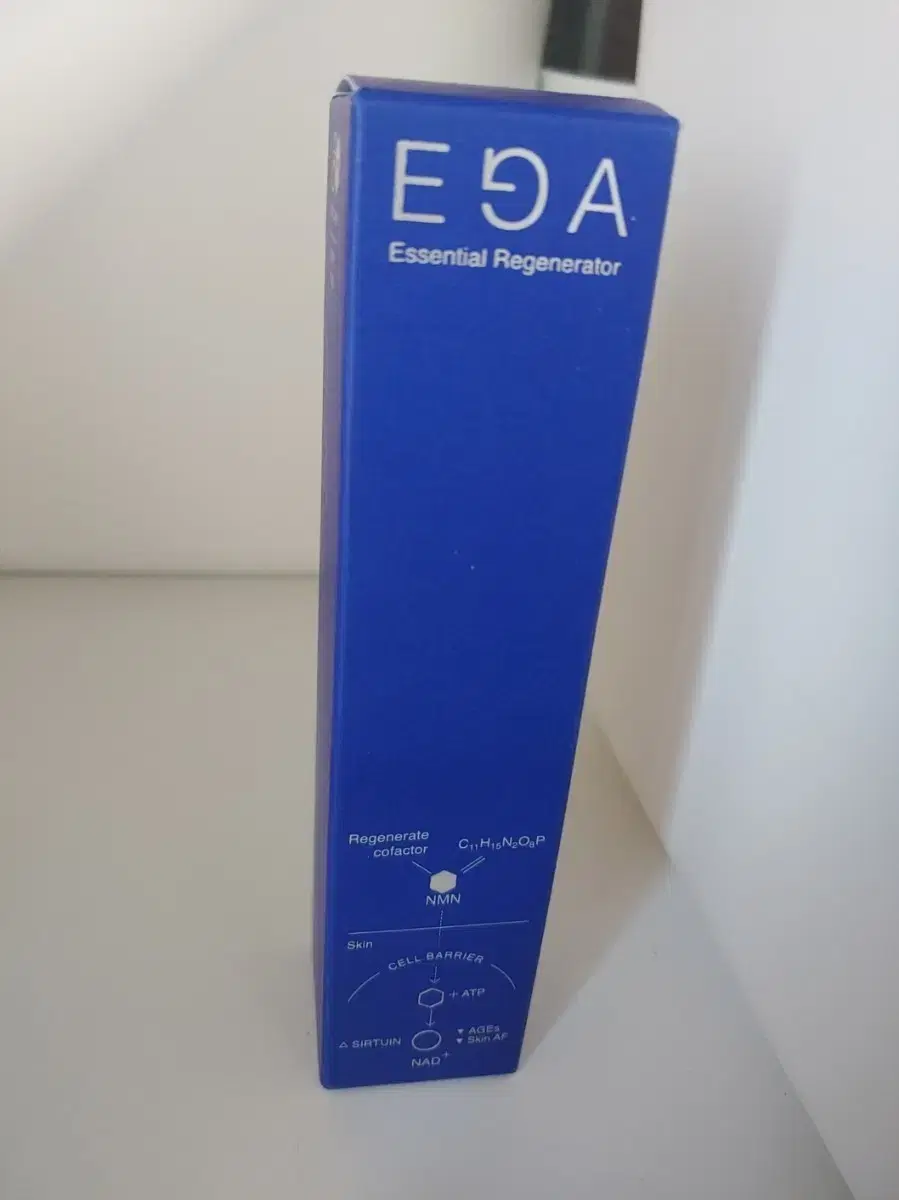 EGA
Essential Regenerator
Regenerate
cofactor
C₁₁H₁₅N₂O₈P
NMN
Skin
CELL BARRIER
+ ATP
△ SIRTUIN
▼ AGEs
▼ Skin AF
NAD⁺